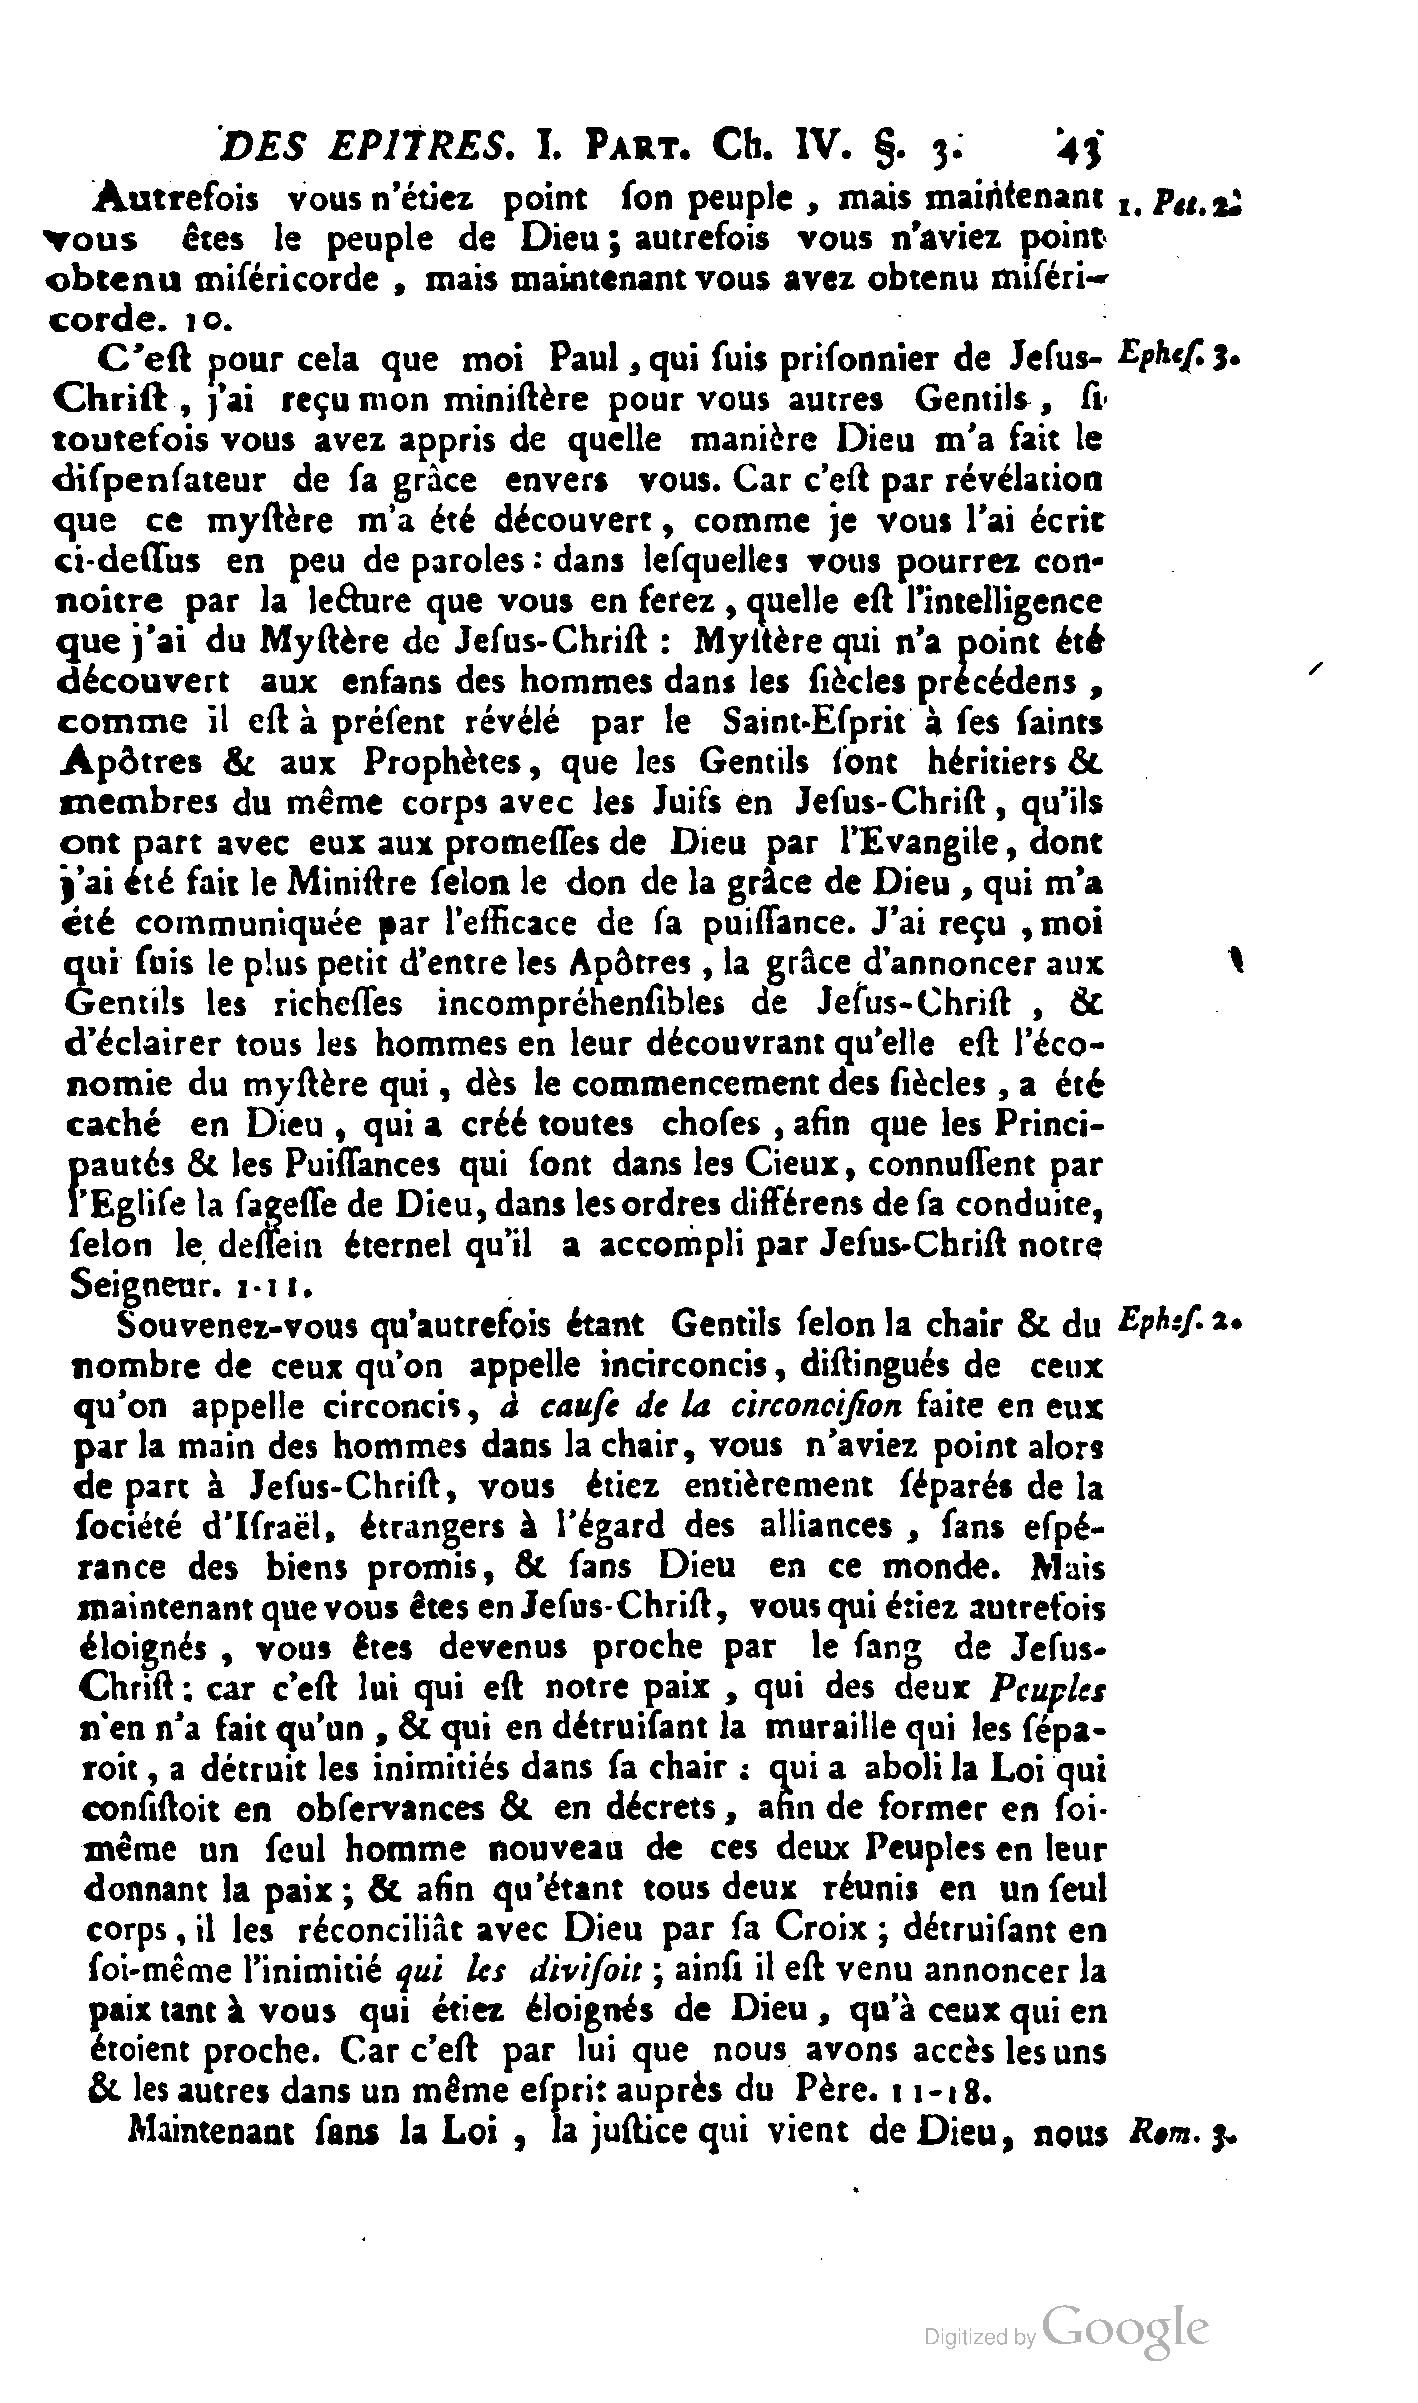 DES EPITRES. I. PART. Ch. IV. §. 3. 43
Autrefois vous n'étiez point ſon peuple, mais maintenant 1. Pet. 2.
vous êtes le peuple de Dieu; autrefois vous n'aviez point
obtenu miſéricorde, mais maintenant vous avez obtenu miſéri-
corde. 10.
C'eſt pour cela que moi Paul, qui ſuis priſonnier de Jeſus- Epheſ. 3.
Chriſt, j'ai reçu mon miniſtère pour vous autres Gentils, ſi
toutefois vous avez appris de quelle manière Dieu m'a fait le
diſpenſateur de ſa grâce envers vous. Car c'eſt par révélation
que ce myſtère m'a été découvert, comme je vous l'ai écrit
ci-deſſus en peu de paroles: dans leſquelles vous pourrez con-
noître par la lecture que vous en ferez, quelle eſt l'intelligence
que j'ai du Myſtère de Jeſus-Chriſt: Myſtère qui n'a point été
découvert aux enfans des hommes dans les ſiècles précédens,
comme il eſt à préſent révélé par le Saint-Eſprit à ſes ſaints
Apôtres & aux Prophètes, que les Gentils ſont héritiers &
membres du même corps avec les Juifs en Jeſus-Chriſt, qu'ils
ont part avec eux aux promeſſes de Dieu par l'Evangile, dont
j'ai été fait le Miniſtre ſelon le don de la grâce de Dieu, qui m'a
été communiquée par l'efficace de ſa puiſſance. J'ai reçu, moi
qui ſuis le plus petit d'entre les Apôtres, la grâce d'annoncer aux
Gentils les richeſſes incompréhenſibles de Jeſus-Chriſt, &
d'éclairer tous les hommes en leur découvrant qu'elle eſt l'éco-
nomie du myſtère qui, dès le commencement des ſiècles, a été
caché en Dieu, qui a créé toutes choſes, afin que les Princi-
pautés & les Puiſſances qui ſont dans les Cieux, connuſſent par
l'Egliſe la ſageſſe de Dieu, dans les ordres différens de ſa conduite,
ſelon le deſſein éternel qu'il a accompli par Jeſus-Chriſt notre
Seigneur. 1-11.
Souvenez-vous qu'autrefois étant Gentils ſelon la chair & du Epheſ. 2.
nombre de ceux qu'on appelle incirconcis, diſtingués de ceux
qu'on appelle circoncis, à cauſe de la circonciſion faite en eux
par la main des hommes dans la chair, vous n'aviez point alors
de part à Jeſus-Chriſt, vous étiez entièrement ſéparés de la
ſociété d'Iſraël, étrangers à l'égard des alliances, ſans eſpé-
rance des biens promis, & ſans Dieu en ce monde. Mais
maintenant que vous êtes en Jeſus-Chriſt, vous qui étiez autrefois
éloignés, vous êtes devenus proche par le ſang de Jeſus-
Chriſt: car c'eſt lui qui eſt notre paix, qui des deux Peuples
n'en n'a fait qu'un, & qui en détruiſant la muraille qui les ſépa-
roit, a détruit les inimitiés dans ſa chair: qui a aboli la Loi qui
conſiſtoit en obſervances & en décrets, afin de former en ſoi-
même un ſeul homme nouveau de ces deux Peuples en leur
donnant la paix; & afin qu'étant tous deux réunis en un ſeul
corps, il les réconciliât avec Dieu par ſa Croix; détruiſant en
ſoi-même l'inimitié qui les diviſoit; ainſi il eſt venu annoncer la
paix tant à vous qui étiez éloignés de Dieu, qu'à ceux qui en
étoient proche. Car c'eſt par lui que nous avons accès les uns
& les autres dans un même eſprit auprès du Père. 11-18.
Maintenant ſans la Loi, la juſtice qui vient de Dieu, nous Rom. 3.
Digitized by Google